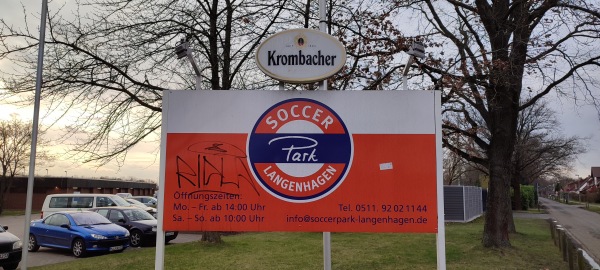 Krombacher
SOCCER
Park
LANGENHAGEN
Öffnungszeiten:
Mo. – Fr. ab 14:00 Uhr
Sa. – So. ab 10:00 Uhr
Tel. 0511 92 02 11 44
info@soccerpark-langenhagen.de